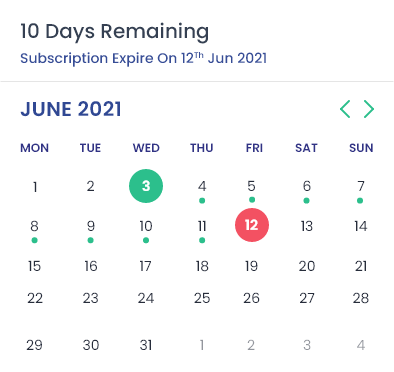 10 Days Remaining
Subscription Expire On 12Th Jun 2021
JUNE 2021
MON TUE WED THU FRI SAT SUN
1 2 3 4 5 6 7
8 9 10 11 12 13 14
15 16 17 18 19 20 21
22 23 24 25 26 27 28
29 30 31 1 2 3 4